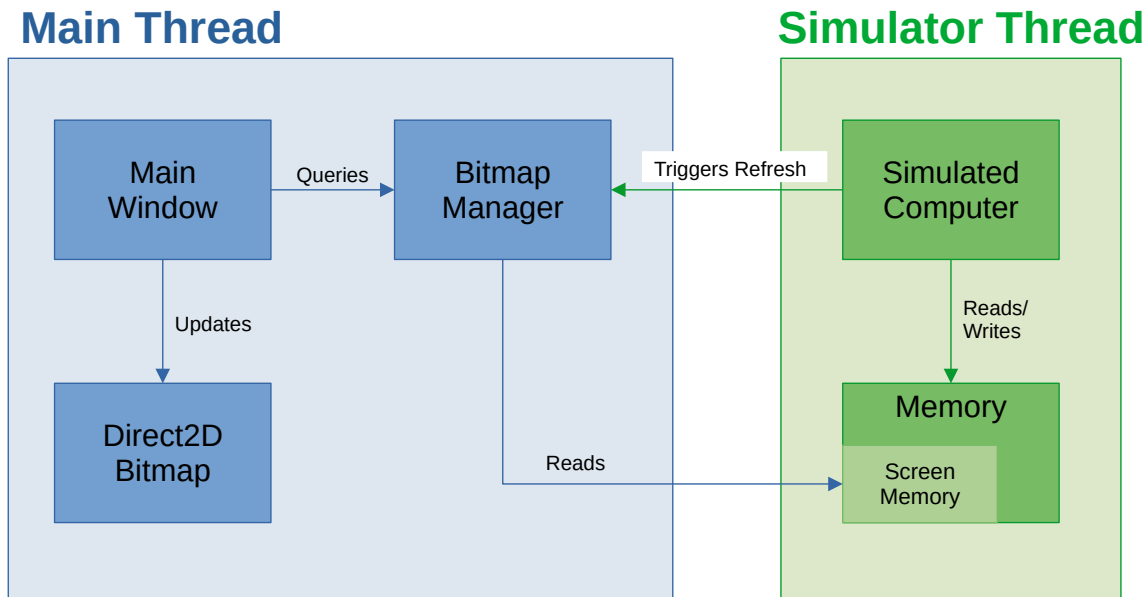 Main Thread
Simulator Thread
Main
Window
Queries
Bitmap
Manager
Triggers Refresh
Simulated
Computer
Updates
Reads/
Writes
Direct2D
Bitmap
Reads
Memory
Screen
Memory